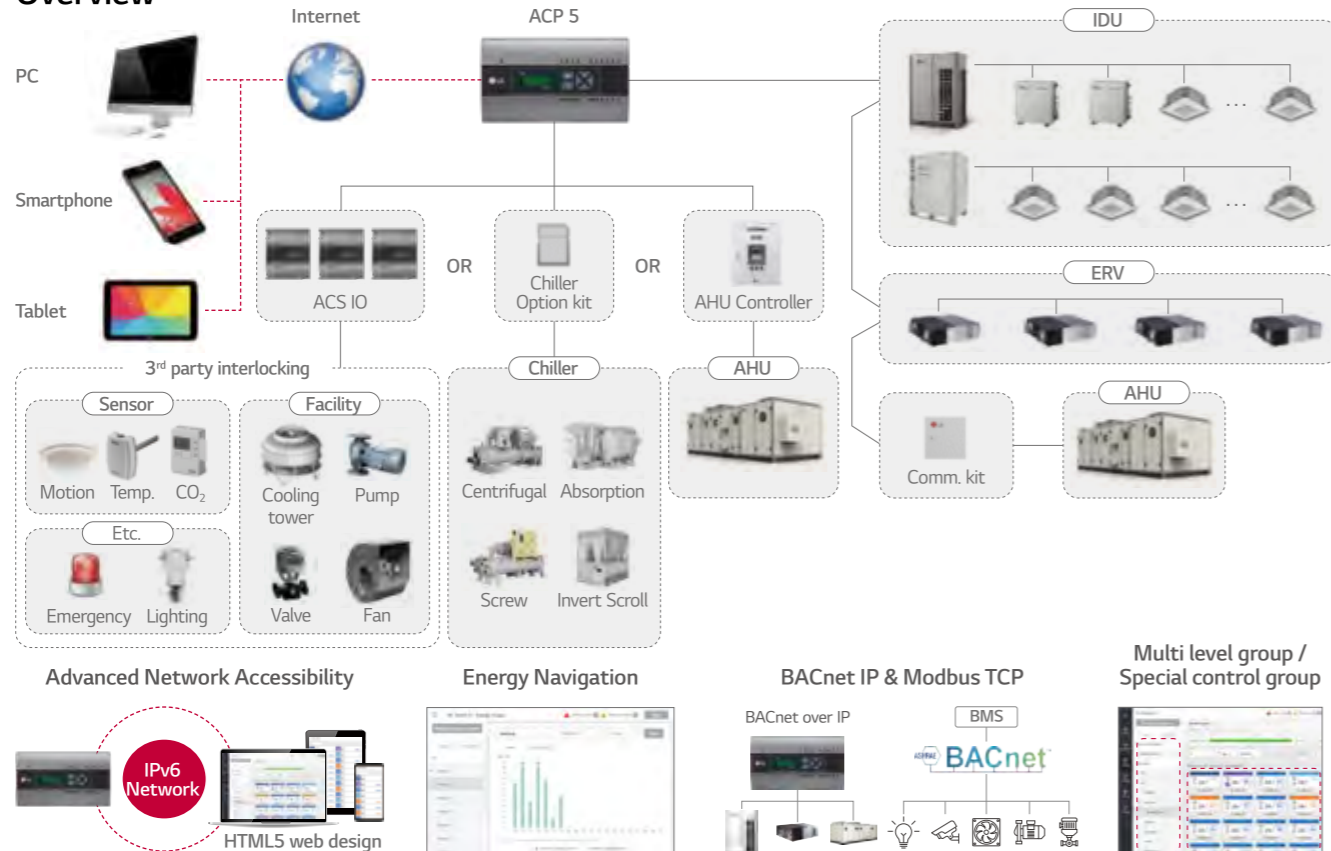 Overview
Internet
ACP 5
IDU
PC
Smartphone
Tablet
ACS IO
OR
Chiller
Option kit
OR
AHU Controller
ERV
3rd party interlocking
Sensor
Motion
Temp.
CO₂
Etc.
Emergency
Lighting
Facility
Cooling
tower
Pump
Valve
Fan
Chiller
Centrifugal
Absorption
Screw
Invert Scroll
AHU
Comm. kit
AHU
Advanced Network Accessibility
IPv6
Network
HTML5 web design
Energy Navigation
BACnet IP & Modbus TCP
BACnet over IP
BMS
ASHRAE BACnet™
Multi level group /
Special control group